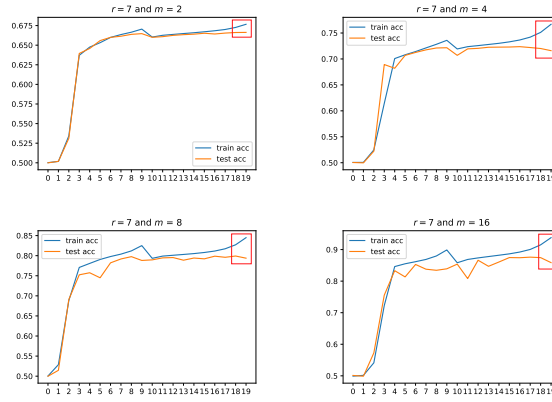 r = 7 and m = 2
0.675
0.650
0.625
0.600
0.575
0.550
0.525
0.500
train acc
test acc
0 1 2 3 4 5 6 7 8 9 10 11 12 13 14 15 16 17 18 19
r = 7 and m = 4
0.75
0.70
0.65
0.60
0.55
0.50
train acc
test acc
0 1 2 3 4 5 6 7 8 9 10 11 12 13 14 15 16 17 18 19
r = 7 and m = 8
0.85
0.80
0.75
0.70
0.65
0.60
0.55
0.50
train acc
test acc
0 1 2 3 4 5 6 7 8 9 10 11 12 13 14 15 16 17 18 19
r = 7 and m = 16
0.9
0.8
0.7
0.6
0.5
train acc
test acc
0 1 2 3 4 5 6 7 8 9 10 11 12 13 14 15 16 17 18 19